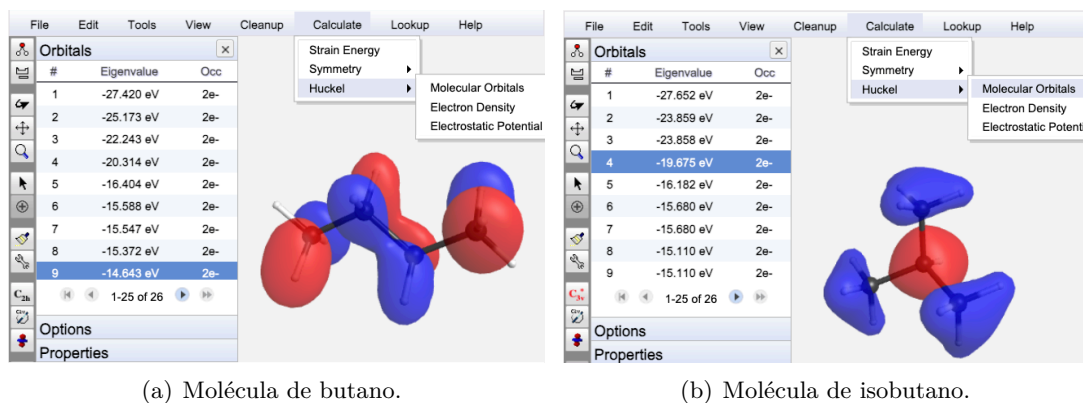 File Edit Tools View Cleanup Calculate Lookup Help
Orbitals
Strain Energy
# Eigenvalue Occ
Symmetry
1 -27.420 eV 2e-
Huckel Molecular Orbitals
2 -25.173 eV 2e-
Electron Density
3 -22.243 eV 2e-
Electrostatic Potential
4 -20.314 eV 2e-
5 -16.404 eV 2e-
6 -15.588 eV 2e-
7 -15.547 eV 2e-
8 -15.372 eV 2e-
9 -14.643 eV 2e-
C2h 1-25 of 26
Options
Properties
(a) Molécula de butano.
File Edit Tools View Cleanup Calculate Lookup Help
Orbitals
Strain Energy
# Eigenvalue Occ
Symmetry
1 -27.652 eV 2e-
Huckel Molecular Orbitals
2 -23.859 eV 2e-
Electron Density
3 -23.858 eV 2e-
4 -19.675 eV 2e-
5 -16.182 eV 2e-
6 -15.680 eV 2e-
7 -15.680 eV 2e-
8 -15.110 eV 2e-
9 -15.110 eV 2e-
1-25 of 26
Options
Properties
(b) Molécula de isobutano.